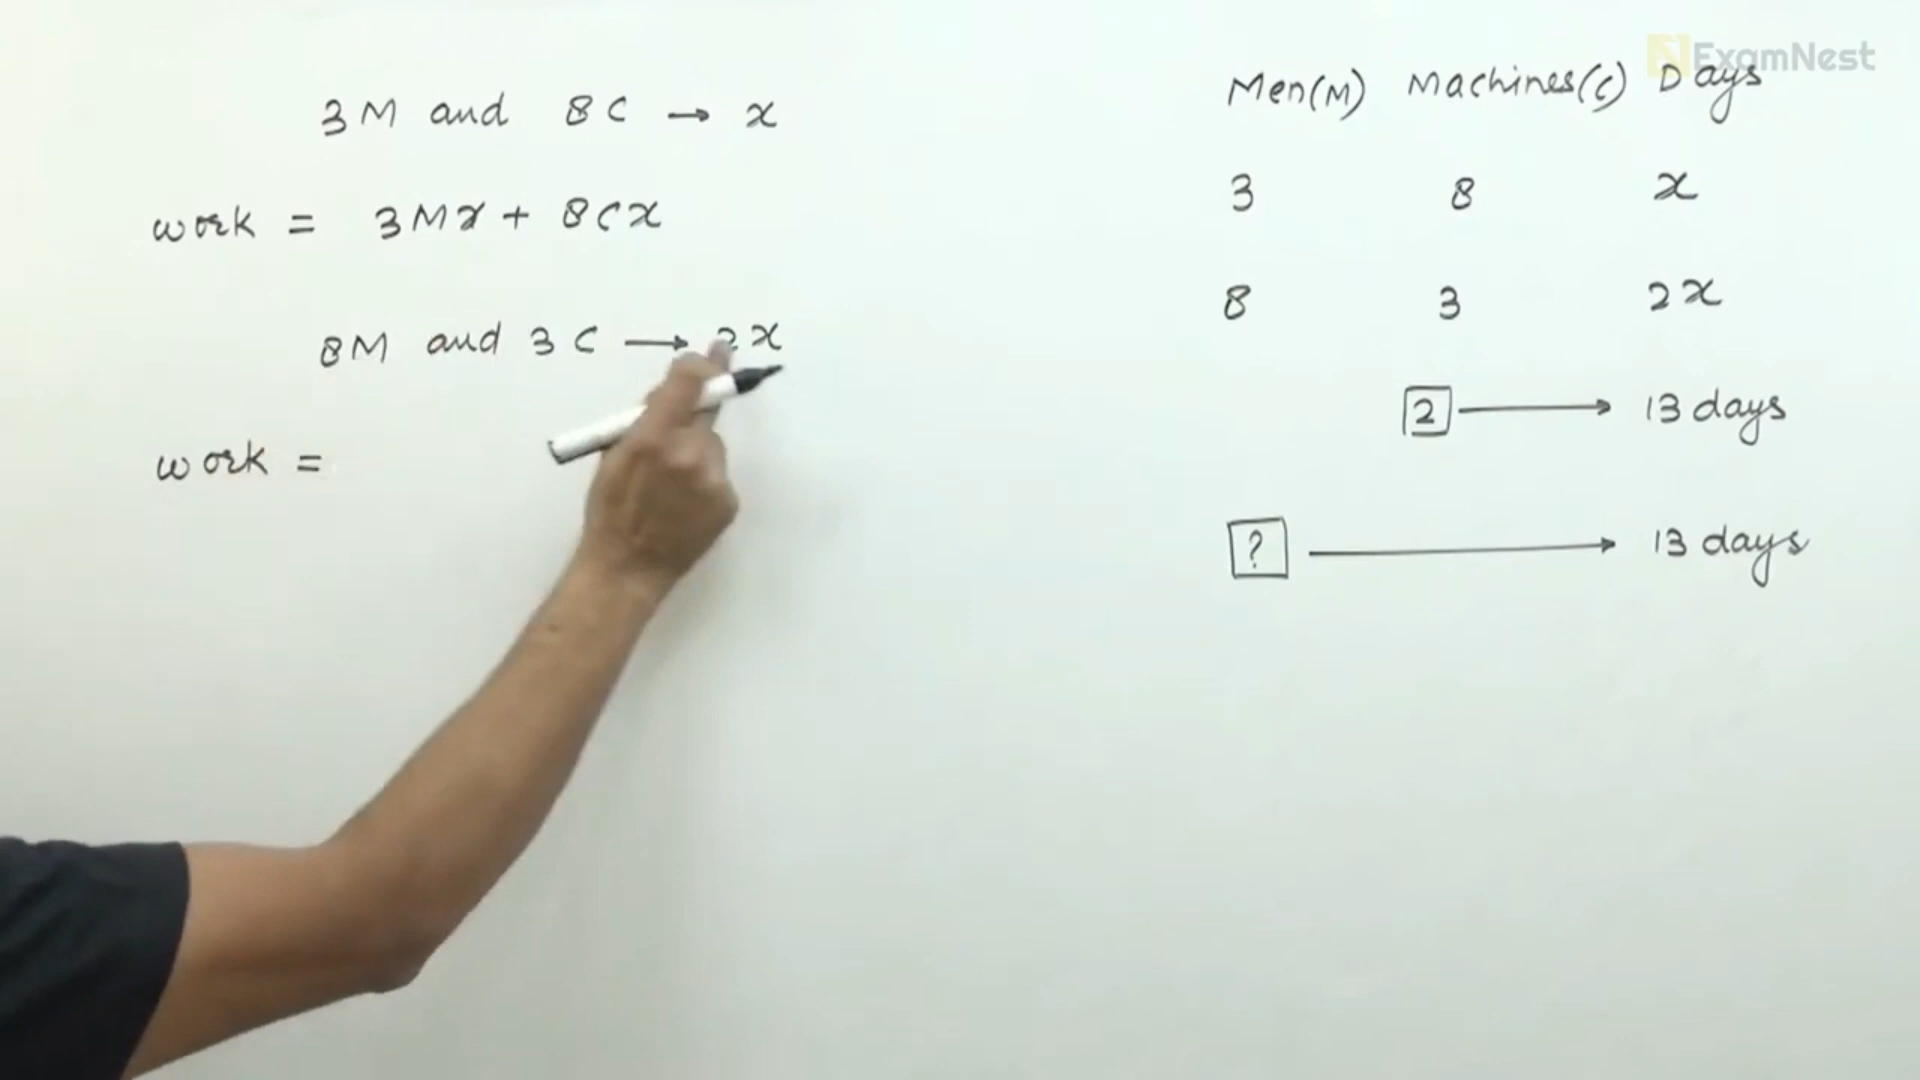 3M and 8C → x
work = 3Mx + 8Cx
8M and 3C → 2x
work =
ExamNest
Men(M) Machines(C) Days
3 8 x
8 3 2x
2 → 13 days
? → 13 days